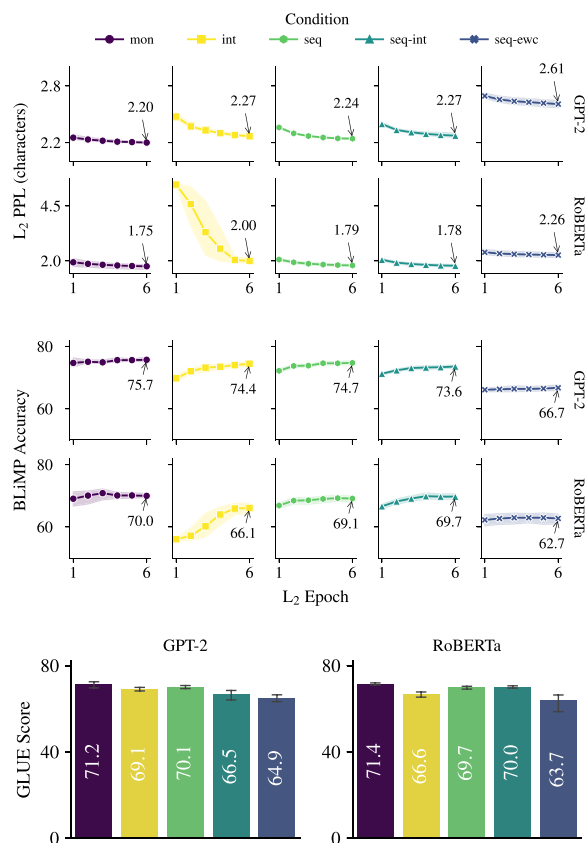 Condition
mon int seq seq-int seq-ewc
L2 PPL (characters)
2.8
2.2
2.20 2.27 2.24 2.27 2.61
GPT-2
4.5
2.0
1.75 2.00 1.79 1.78 2.26
RoBERTa
1 6 1 6 1 6 1 6 1 6
BLiMP Accuracy
80
60
75.7 74.4 74.7 73.6 66.7
GPT-2
80
60
70.0 66.1 69.1 69.7 62.7
RoBERTa
1 6 1 6 1 6 1 6 1 6
L2 Epoch
GPT-2 RoBERTa
GLUE Score
80 80
40 40
0 0
71.2 69.1 70.1 66.5 64.9
71.4 66.6 69.7 70.0 63.7